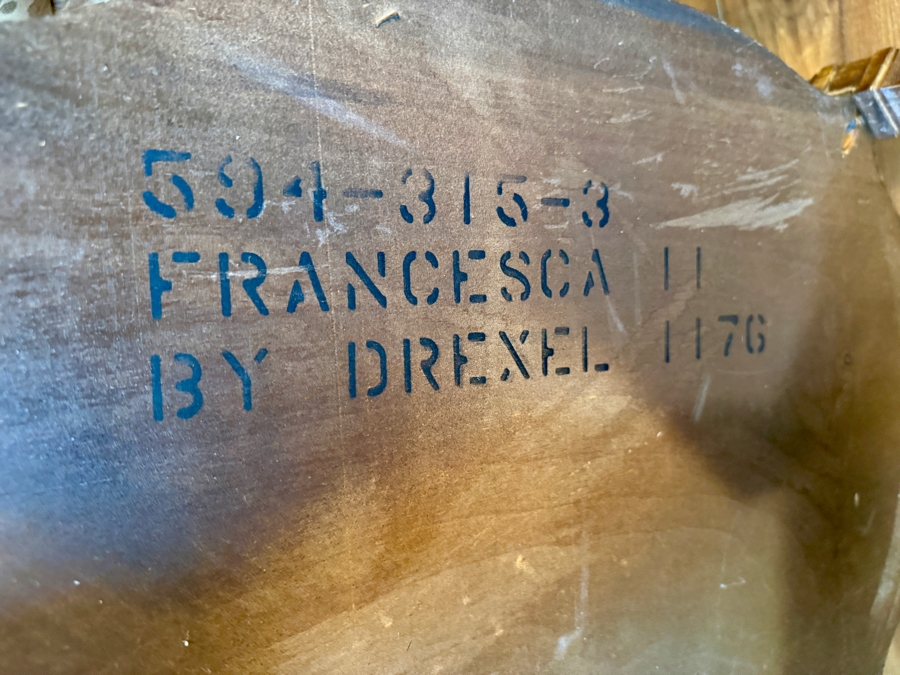 594-315-3
FRANCESCA II
BY DREXEL 1176